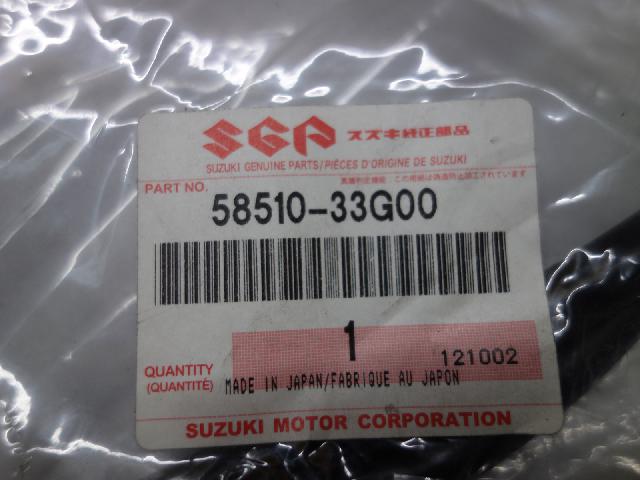 SGP スズキ純正部品
SUZUKI GENUINE PARTS/PIÈCES D'ORIGINE DE SUZUKI
PART NO.
58510-33G00
1
121002
QUANTITY
(QUANTITÉ)
MADE IN JAPAN/FABRIQUE AU JAPON
SUZUKI MOTOR CORPORATION